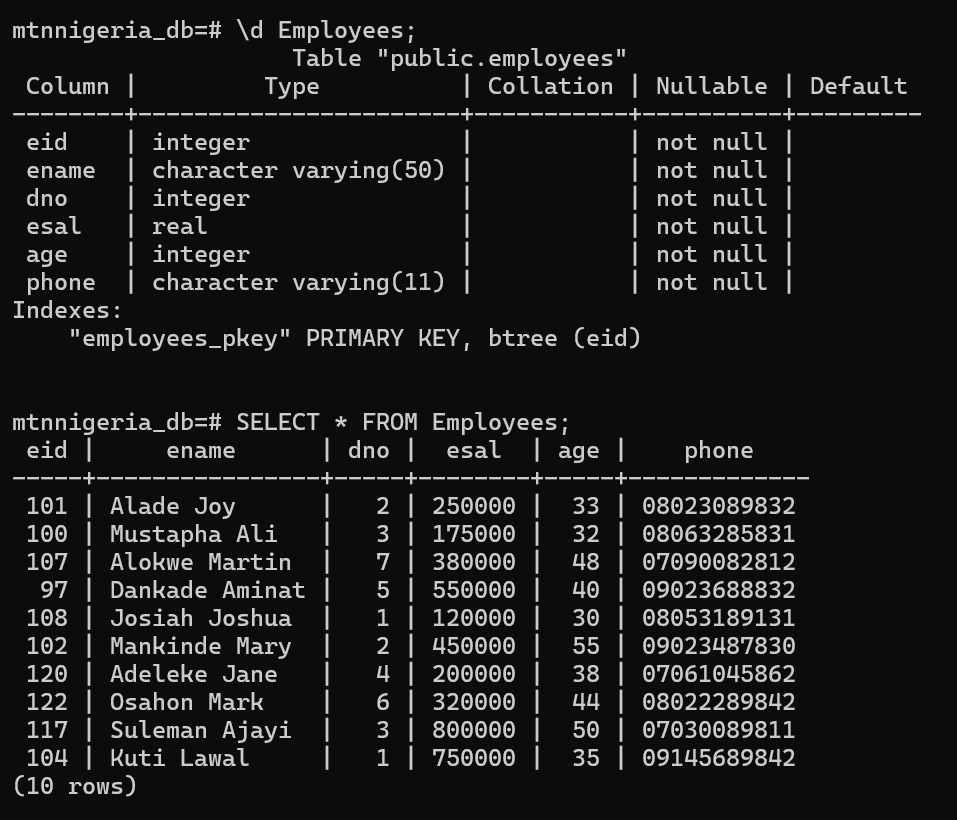 mtnnigeria_db=# \d Employees;
                    Table "public.employees"
 Column |          Type          | Collation | Nullable | Default
--------+------------------------+-----------+----------+---------
 eid    | integer                |           | not null |
 ename  | character varying(50)  |           | not null |
 dno    | integer                |           | not null |
 esal   | real                   |           | not null |
 age    | integer                |           | not null |
 phone  | character varying(11)  |           | not null |
Indexes:
    "employees_pkey" PRIMARY KEY, btree (eid)
mtnnigeria_db=# SELECT * FROM Employees;
 eid |     ename      | dno |  esal  | age |    phone
-----+----------------+-----+--------+-----+-------------
 101 | Alade Joy      |   2 | 250000 |  33 | 08023089832
 100 | Mustapha Ali   |   3 | 175000 |  32 | 08063285831
 107 | Alokwe Martin  |   7 | 380000 |  48 | 07090082812
  97 | Dankade Aminat |   5 | 550000 |  40 | 09023688832
 108 | Josiah Joshua  |   1 | 120000 |  30 | 08053189131
 102 | Mankinde Mary  |   2 | 450000 |  55 | 09023487830
 120 | Adeleke Jane   |   4 | 200000 |  38 | 07061045862
 122 | Osahon Mark    |   6 | 320000 |  44 | 08022289842
 117 | Suleman Ajayi  |   3 | 800000 |  50 | 07030089811
 104 | Kuti Lawal     |   1 | 750000 |  35 | 09145689842
(10 rows)